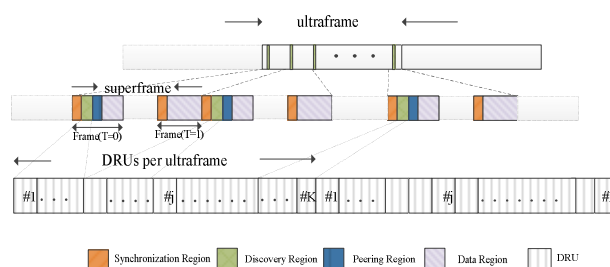 ultraframe
superframe
Frame(T=0) Frame(T=1)
DRUs per ultraframe
#1 #j #K #1 #j
Synchronization Region Discovery Region Peering Region Data Region DRU